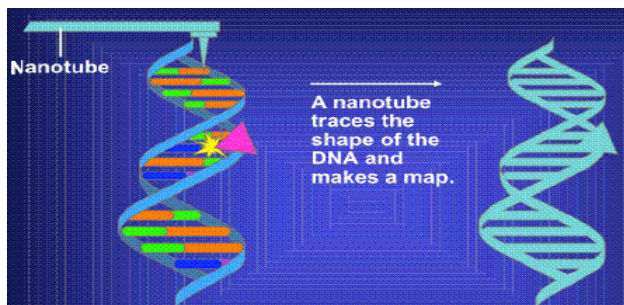 Nanotube
A nanotube
traces the
shape of the
DNA and
makes a map.